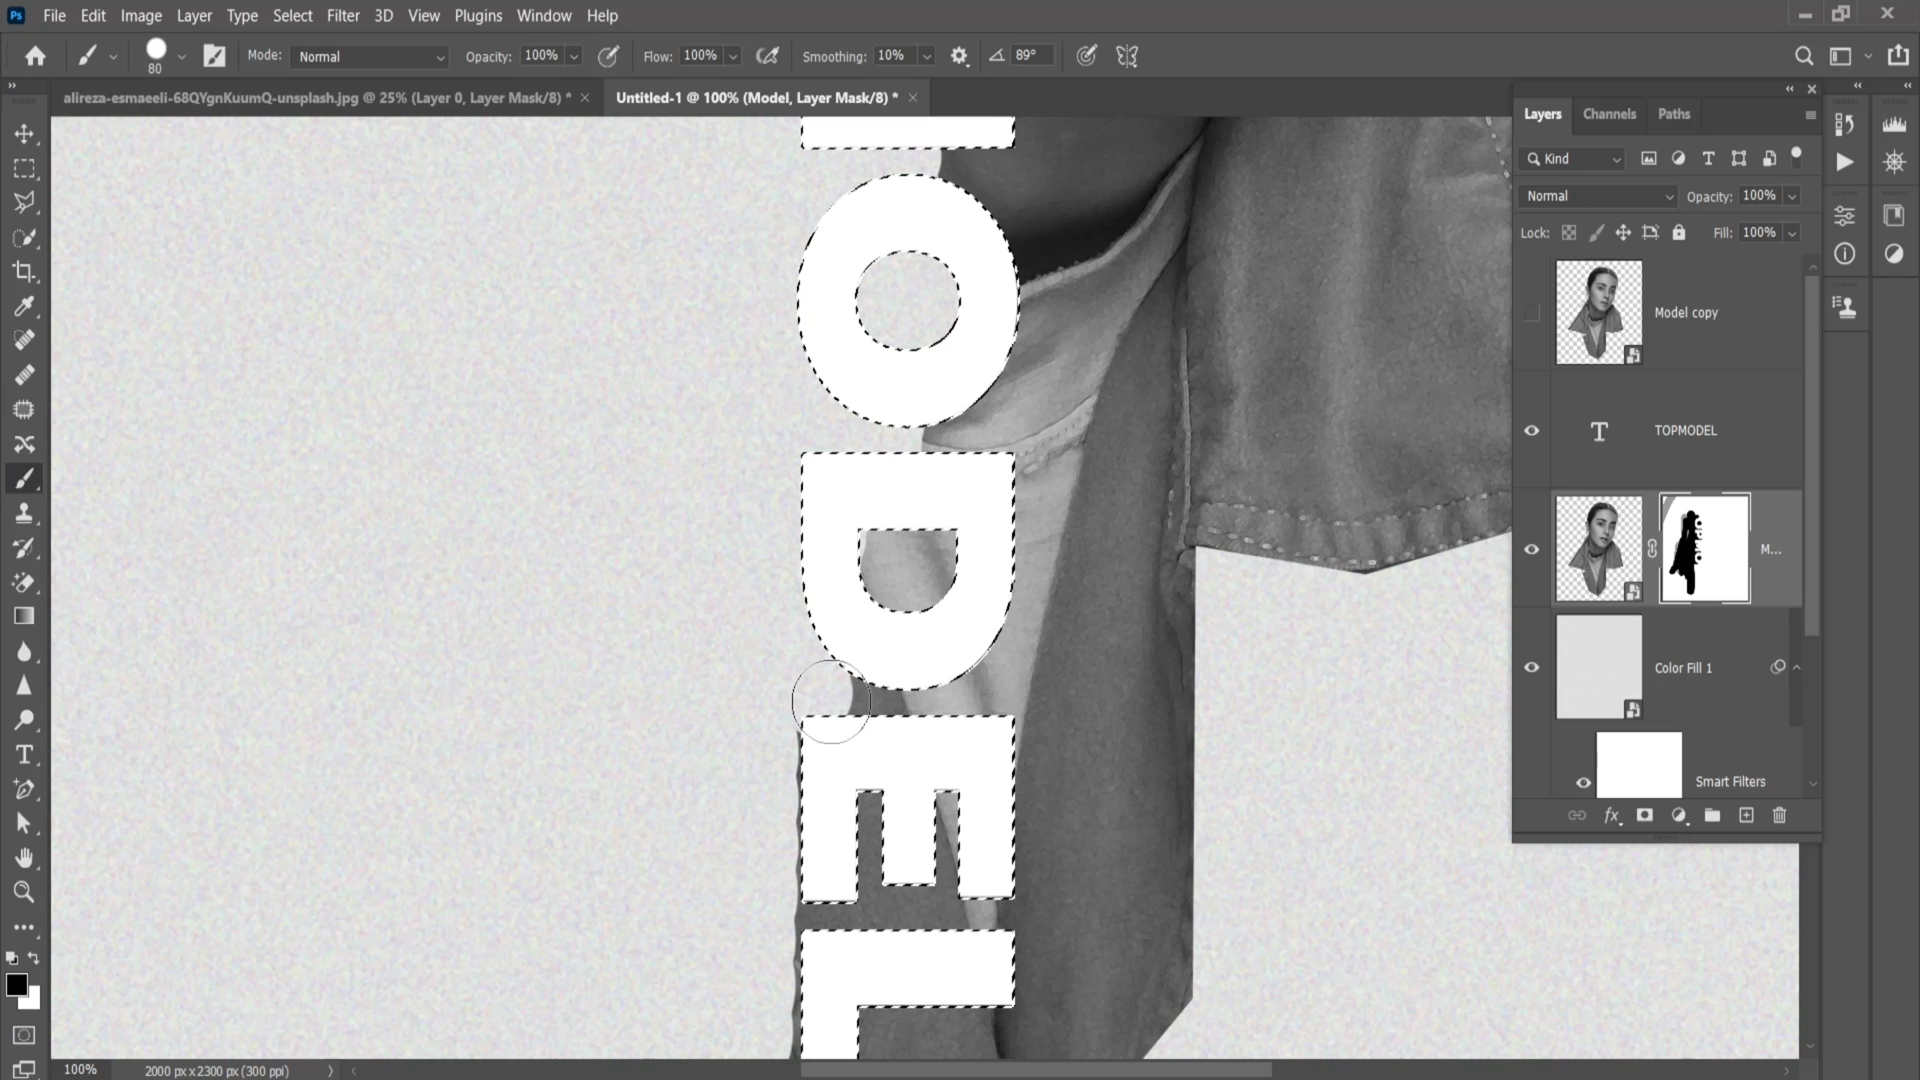 Ps File Edit Image Layer Type Select Filter 3D View Plugins Window Help
80 Mode: Normal Opacity: 100% Flow: 100% Smoothing: 10% 89°
alireza-esmaeeli-68QYgnKuumQ-unsplash.jpg @ 25% (Layer 0, Layer Mask/8) * × Untitled-1 @ 100% (Model, Layer Mask/8) * ×
Layers Channels Paths
Kind
Normal Opacity: 100%
Lock: Fill: 100%
Model copy
TOPMODEL
M...
Color Fill 1
Smart Filters
O
D
E
L
100% 2000 px x 2300 px (300 ppi)